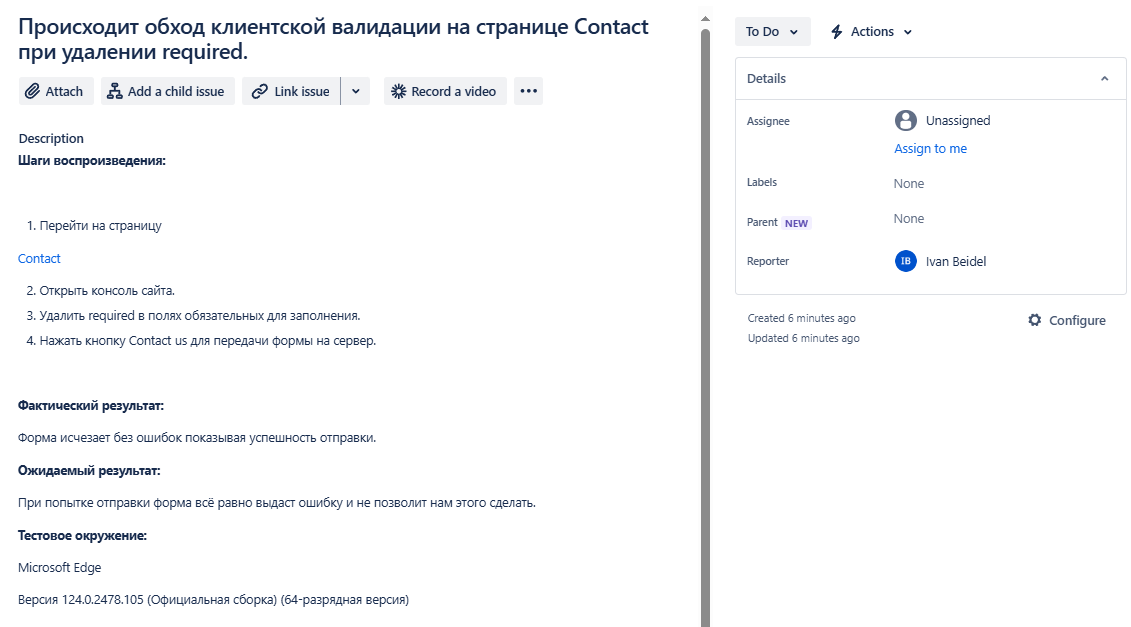 Происходит обход клиентской валидации на странице Contact
при удалении required.
Attach
Add a child issue
Link issue
Record a video
Description
Шаги воспроизведения:
1. Перейти на страницу
Contact
2. Открыть консоль сайта.
3. Удалить required в полях обязательных для заполнения.
4. Нажать кнопку Contact us для передачи формы на сервер.
Фактический результат:
Форма исчезает без ошибок показывая успешность отправки.
Ожидаемый результат:
При попытке отправки форма всё равно выдаст ошибку и не позволит нам этого сделать.
Тестовое окружение:
Microsoft Edge
Версия 124.0.2478.105 (Официальная сборка) (64-разрядная версия)
To Do
Actions
Details
Assignee
Unassigned
Assign to me
Labels
None
Parent NEW
None
Reporter
IB Ivan Beidel
Created 6 minutes ago
Updated 6 minutes ago
Configure